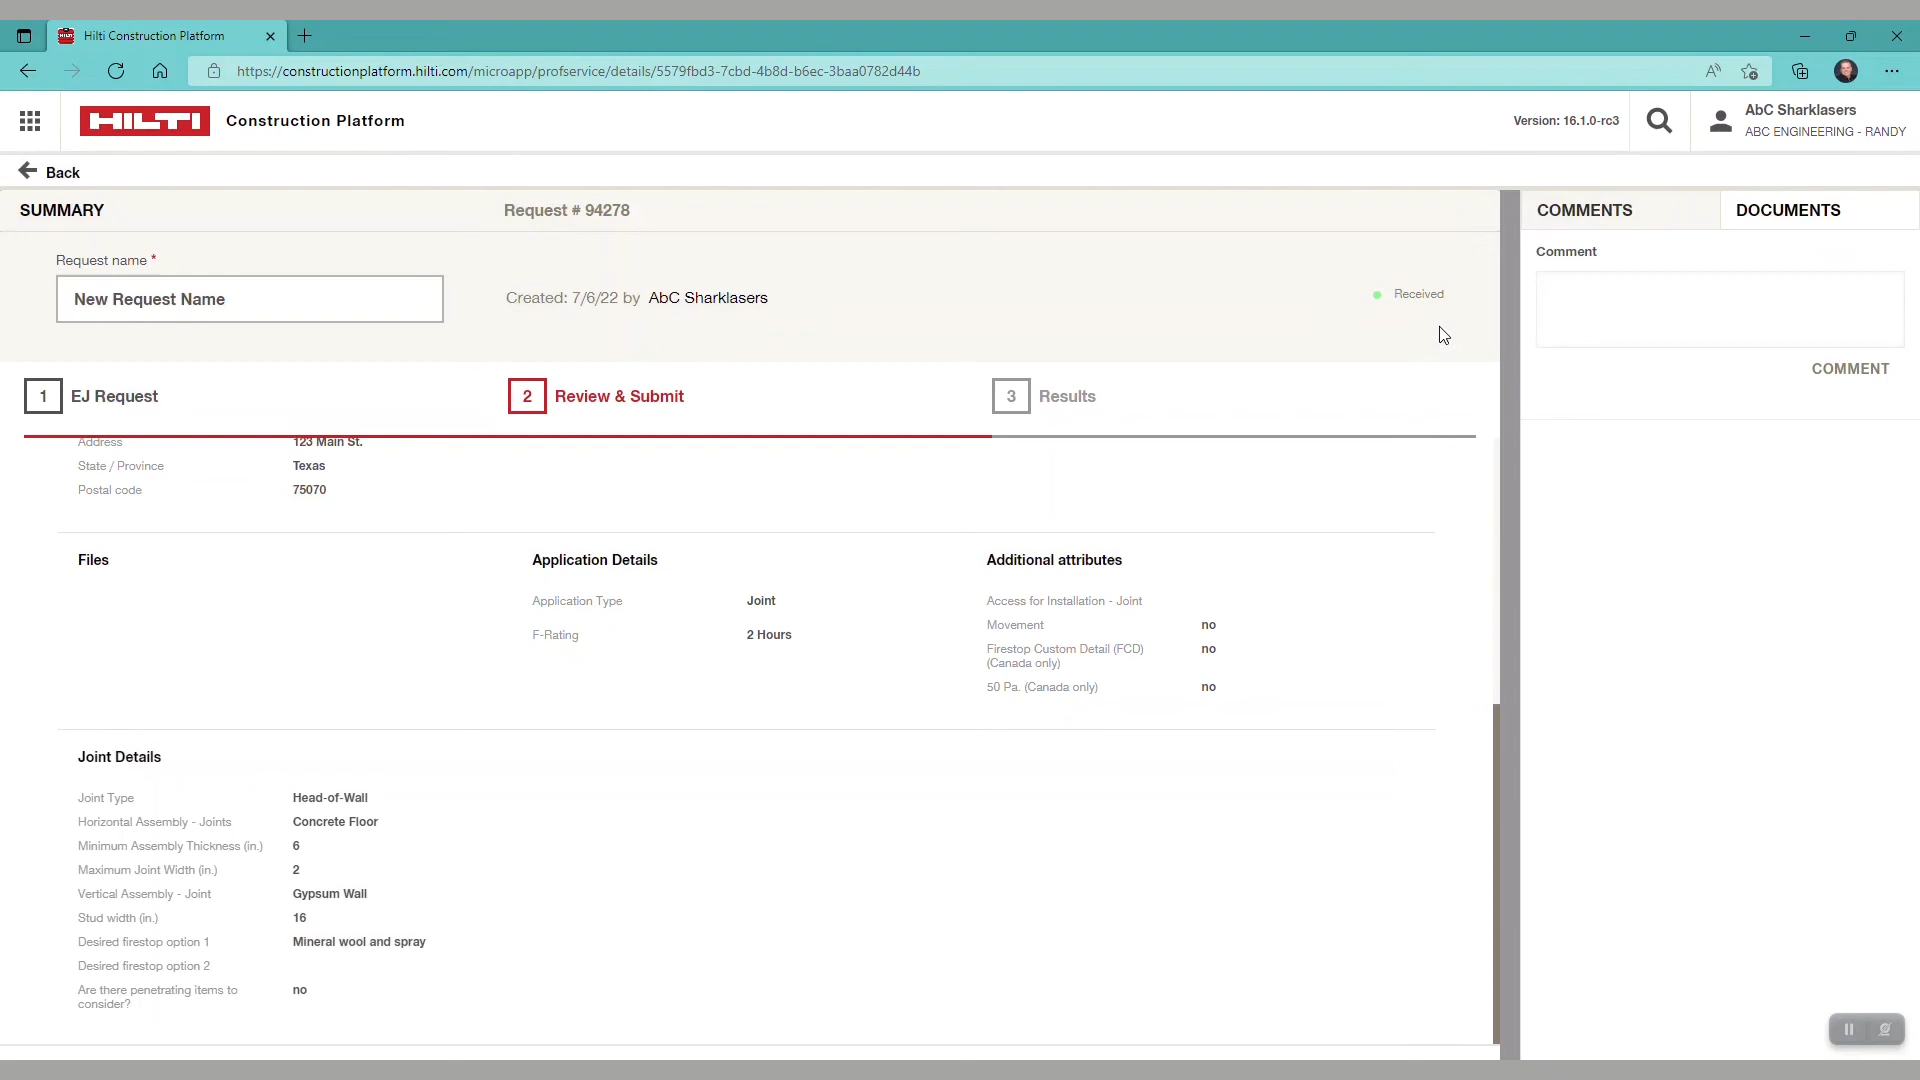 Hilti Construction Platform
https://constructionplatform.hilti.com/microapp/profservice/details/5579fbd3-7cbd-4b8d-b6ec-3baa0782d44b
HILTI Construction Platform
Version: 16.1.0-rc3
AbC Sharklasers
ABC ENGINEERING - RANDY
Back
SUMMARY Request # 94278
COMMENTS DOCUMENTS
Request name *
New Request Name
Created: 7/6/22 by AbC Sharklasers
Received
Comment
COMMENT
1 EJ Request 2 Review & Submit 3 Results
Address 123 Main St.
State / Province Texas
Postal code 75070
Files
Application Details
Application Type Joint
F-Rating 2 Hours
Additional attributes
Access for Installation - Joint
Movement no
Firestop Custom Detail (FCD) no
(Canada only)
50 Pa. (Canada only) no
Joint Details
Joint Type Head-of-Wall
Horizontal Assembly - Joints Concrete Floor
Minimum Assembly Thickness (in.) 6
Maximum Joint Width (in.) 2
Vertical Assembly - Joint Gypsum Wall
Stud width (in.) 16
Desired firestop option 1 Mineral wool and spray
Desired firestop option 2
Are there penetrating items to no
consider?